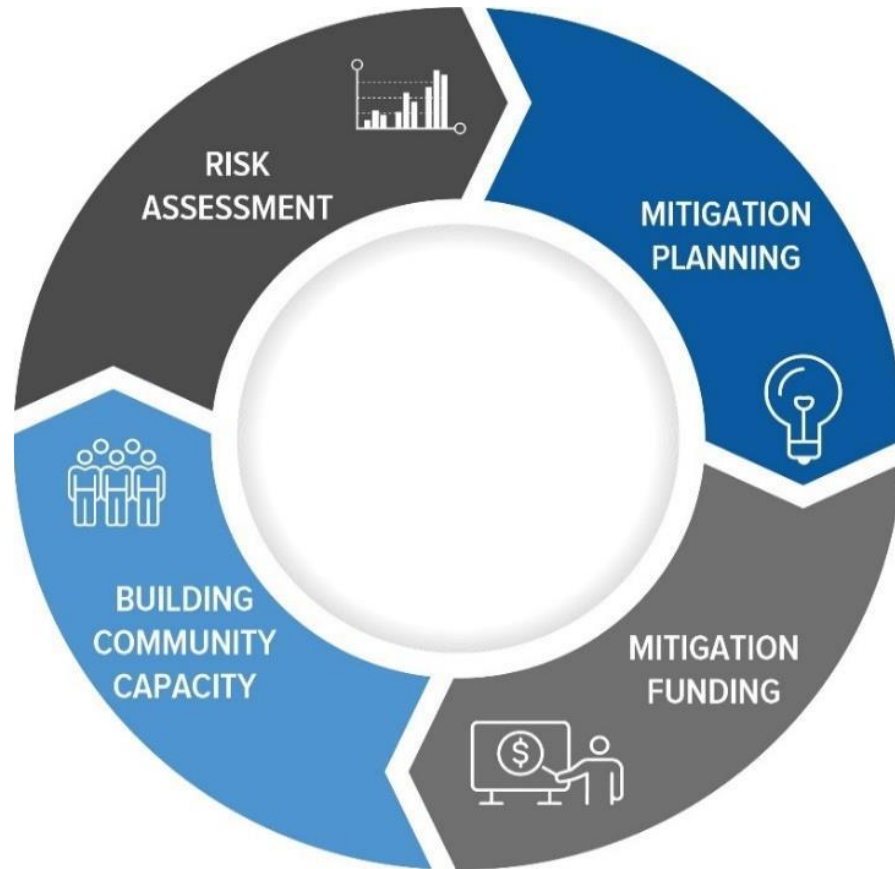 RISK
ASSESSMENT
MITIGATION
PLANNING
MITIGATION
FUNDING
$
BUILDING
COMMUNITY
CAPACITY